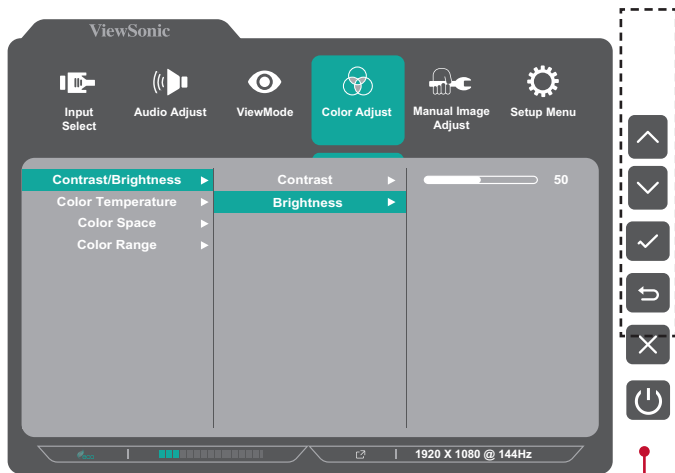 ViewSonic
Input
Select
Audio Adjust
ViewMode
Color Adjust
Manual Image
Adjust
Setup Menu
Contrast/Brightness
Contrast
50
Color Temperature
Brightness
Color Space
Color Range
ECO
1920 X 1080 @ 144Hz